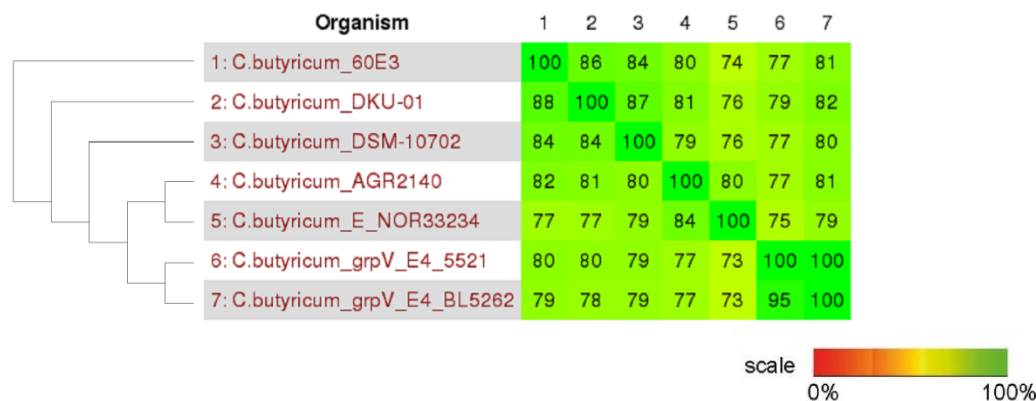 Organism 1 2 3 4 5 6 7
1: C.butyricum_60E3 100 86 84 80 74 77 81
2: C.butyricum_DKU-01 88 100 87 81 76 79 82
3: C.butyricum_DSM-10702 84 84 100 79 76 77 80
4: C.butyricum_AGR2140 82 81 80 100 80 77 81
5: C.butyricum_E_NOR33234 77 77 79 84 100 75 79
6: C.butyricum_grpV_E4_5521 80 80 79 77 73 100 100
7: C.butyricum_grpV_E4_BL5262 79 78 79 77 73 95 100
scale
0% 100%